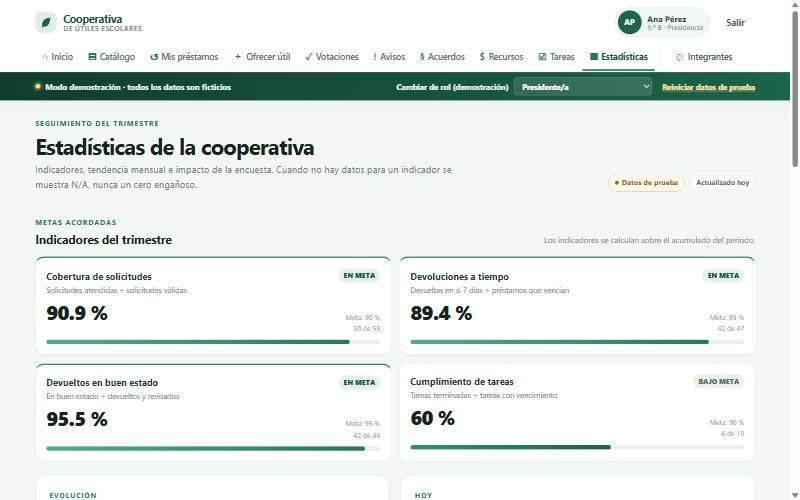 Cooperativa
DE ÚTILES ESCOLARES
AP
Ana Pérez
3.º B · Presidencia
Salir
Inicio
Catálogo
Mis préstamos
+ Ofrecer útil
✓ Votaciones
! Avisos
§ Acuerdos
$ Recursos
Tareas
Estadísticas
Integrantes
Modo demostración · todos los datos son ficticios
Cambiar de rol (demostración)
Presidente/a
Reiniciar datos de prueba
SEGUIMIENTO DEL TRIMESTRE
Estadísticas de la cooperativa
Indicadores, tendencia mensual e impacto de la encuesta. Cuando no hay datos para un indicador se
muestra N/A, nunca un cero engañoso.
Datos de prueba
Actualizado hoy
METAS ACORDADAS
Indicadores del trimestre
Los indicadores se calculan sobre el acumulado del periodo.
Cobertura de solicitudes
EN META
Solicitudes atendidas ÷ solicitudes válidas
90.9 %
Meta: 90 %
50 de 55
Devoluciones a tiempo
EN META
Devueltas en ≤ 7 días ÷ préstamos que vencían
89.4 %
Meta: 85 %
42 de 47
Devueltos en buen estado
EN META
En buen estado ÷ devueltos y revisados
95.5 %
Meta: 95 %
42 de 44
Cumplimiento de tareas
BAJO META
Tareas terminadas ÷ tareas con vencimiento
60 %
Meta: 90 %
6 de 10
EVOLUCIÓN
HOY